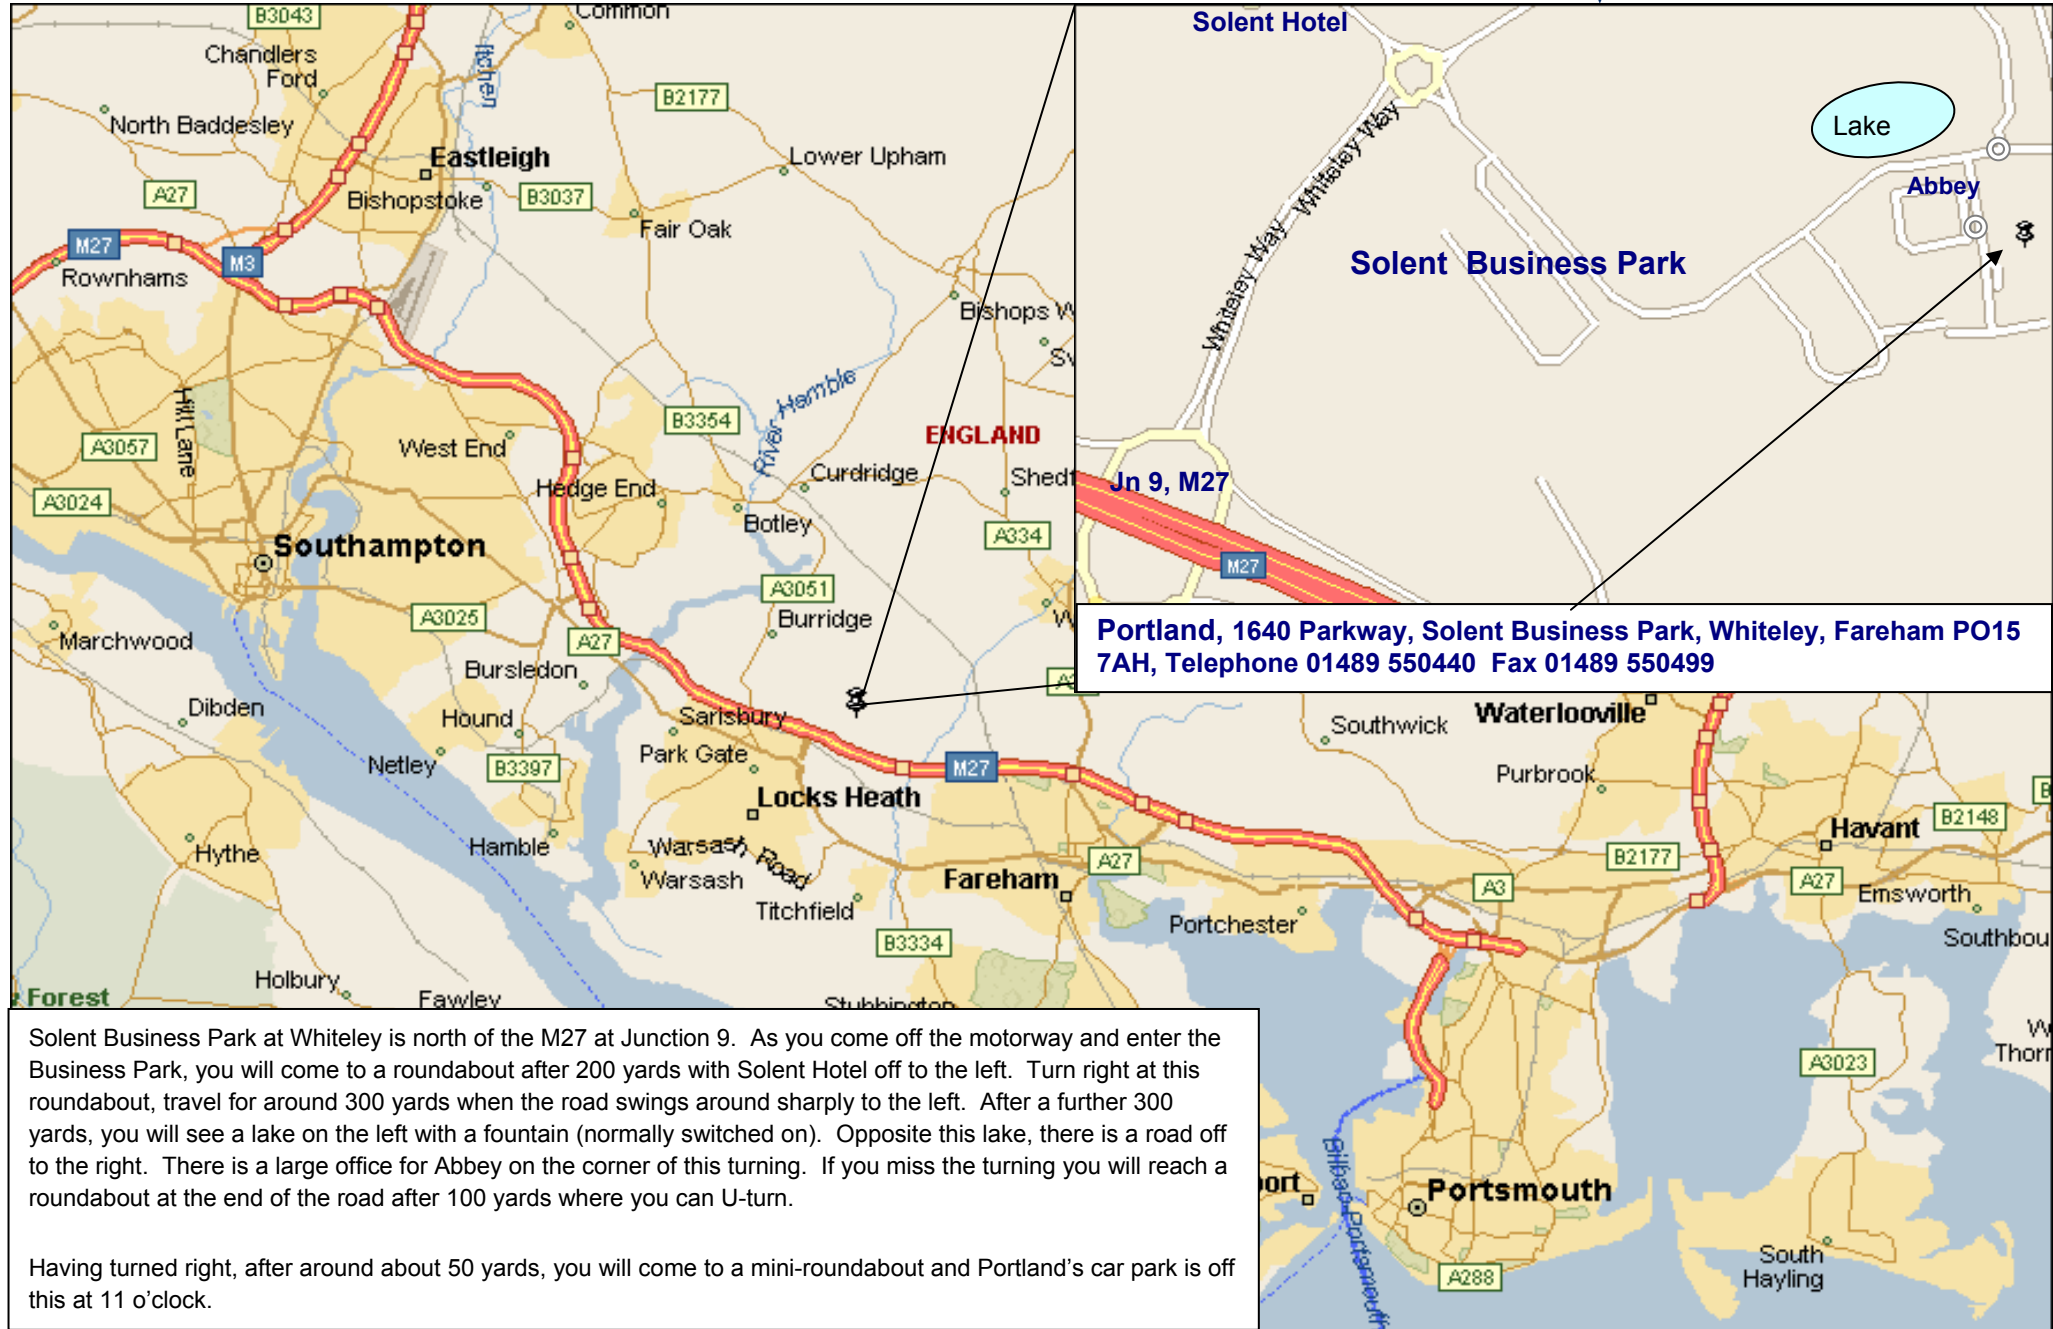 B3043
Common
Chandlers
Ford
Itchen
B2177
North Baddesley
Eastleigh
Lower Upham
A27
Bishopstoke
B3037
Fair Oak
M27
M3
Rownhams
Bishops W
Sw
River Hamble
B3354
ENGLAND
Hill Lane
A3057
West End
Curdridge
Shedf
Hedge End
A3024
Botley
A334
Southampton
A3051
A3025
Burridge
W
Marchwood
A27
Bursledon
Dibden
Hound
Sarisbury
Netley
B3397
Park Gate
M27
Locks Heath
Hythe
Hamble
Warsash Road
Warsash
Fareham
A27
Titchfield
B3334
Holbury
Forest
Fawley
Stubbington
Solent Hotel
Whiteley Way
Whiteley Way
Lake
Abbey
Solent Business Park
Jn 9, M27
M27
Portland, 1640 Parkway, Solent Business Park, Whiteley, Fareham PO15
7AH, Telephone 01489 550440 Fax 01489 550499
Southwick
Waterlooville
Purbrook
B
B2148
Havant
B2177
A3
A27
Emsworth
Portchester
Southbou
W
Thorn
A3023
ort
Bilbao-Portsmouth
Portsmouth
A288
South
Hayling
Solent Business Park at Whiteley is north of the M27 at Junction 9. As you come off the motorway and enter the
Business Park, you will come to a roundabout after 200 yards with Solent Hotel off to the left. Turn right at this
roundabout, travel for around 300 yards when the road swings around sharply to the left. After a further 300
yards, you will see a lake on the left with a fountain (normally switched on). Opposite this lake, there is a road off
to the right. There is a large office for Abbey on the corner of this turning. If you miss the turning you will reach a
roundabout at the end of the road after 100 yards where you can U-turn.
Having turned right, after around about 50 yards, you will come to a mini-roundabout and Portland's car park is off
this at 11 o'clock.